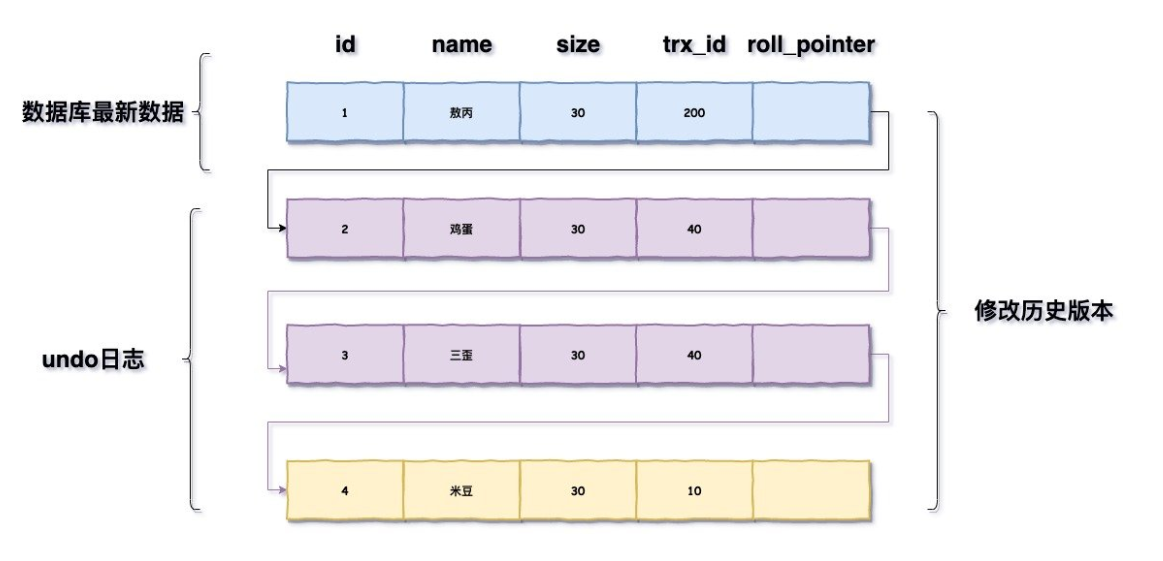 id name size trx_id roll_pointer
数据库最新数据
1 敖丙 30 200
2 鸡蛋 30 40
修改历史版本
undo日志
3 三歪 30 40
4 米豆 30 10